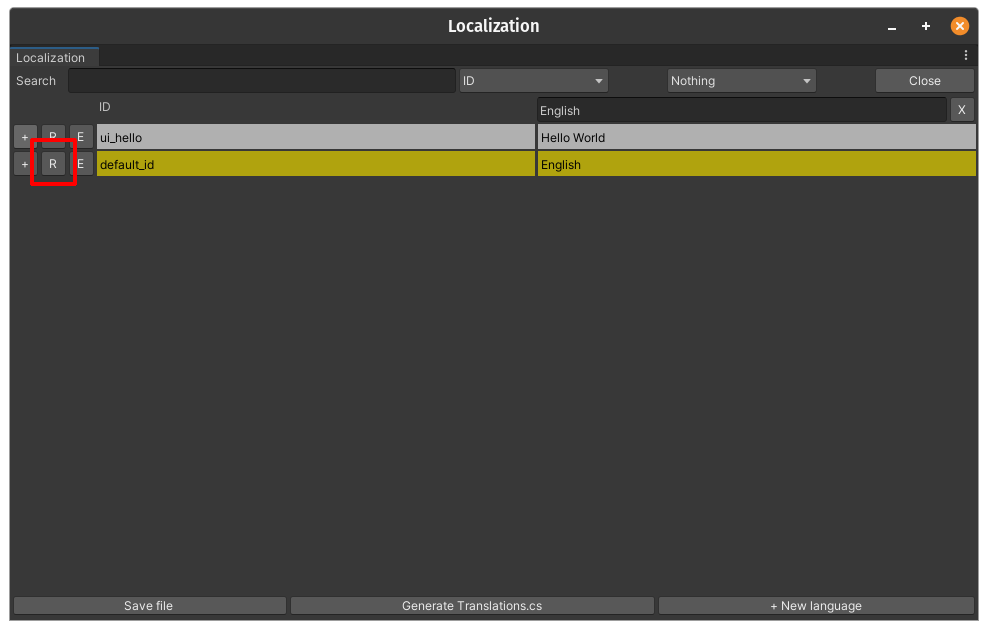 Localization
Localization
Search ID Nothing Close
ID English X
+ R E ui_hello Hello World
+ R E default_id English
Save file Generate Translations.cs + New language